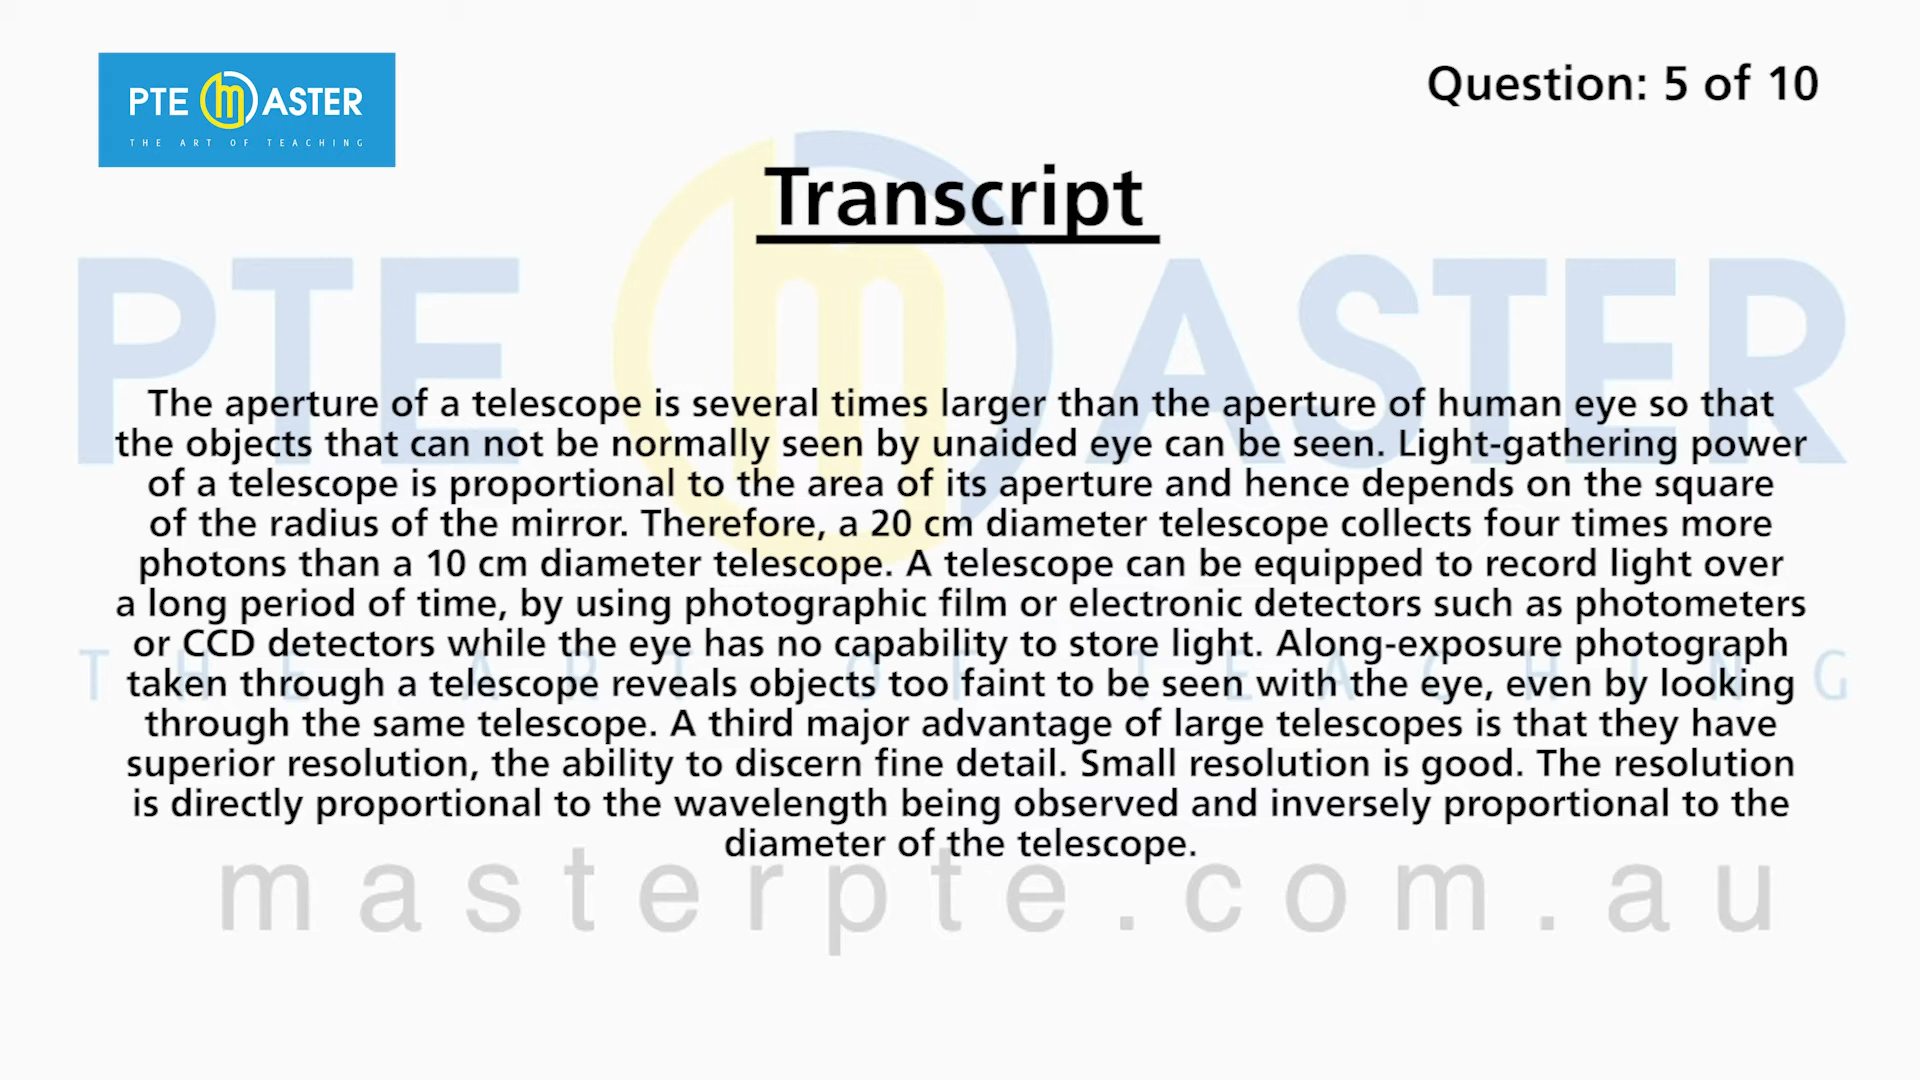 PTE MASTER
THE ART OF TEACHING
Question: 5 of 10
Transcript
PTE MASTER
The aperture of a telescope is several times larger than the aperture of human eye so that
the objects that can not be normally seen by unaided eye can be seen. Light-gathering power
of a telescope is proportional to the area of its aperture and hence depends on the square
of the radius of the mirror. Therefore, a 20 cm diameter telescope collects four times more
photons than a 10 cm diameter telescope. A telescope can be equipped to record light over
a long period of time, by using photographic film or electronic detectors such as photometers
or CCD detectors while the eye has no capability to store light. Along-exposure photograph
THE ART OF TEACHING
taken through a telescope reveals objects too faint to be seen with the eye, even by looking
through the same telescope. A third major advantage of large telescopes is that they have
superior resolution, the ability to discern fine detail. Small resolution is good. The resolution
is directly proportional to the wavelength being observed and inversely proportional to the
diameter of the telescope.
masterpte.com.au